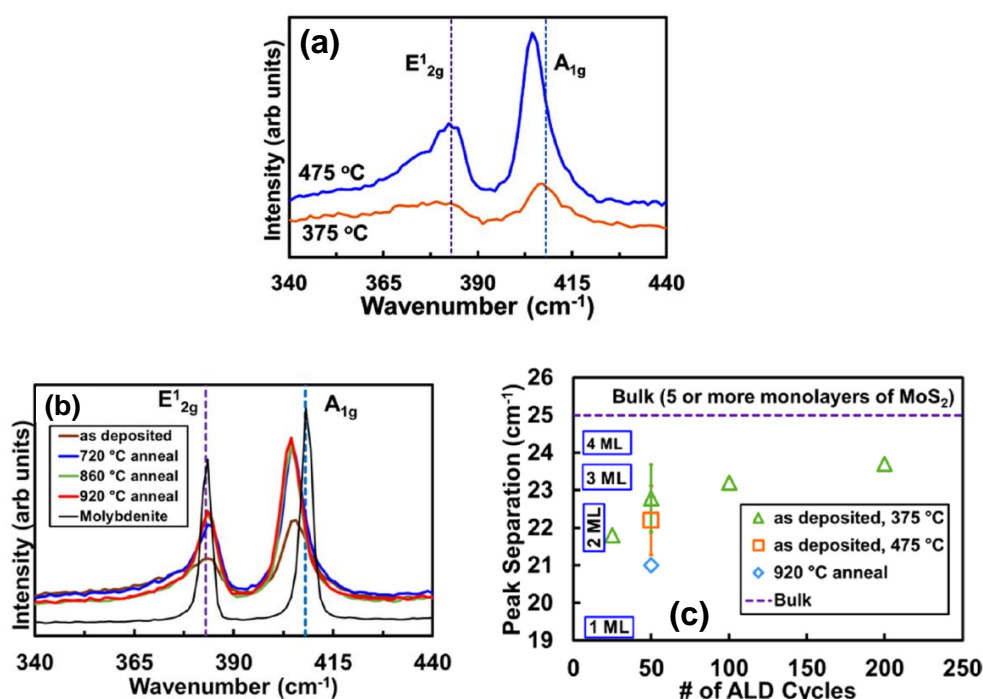 (a)
E¹₂g
A₁g
475 °C
375 °C
Intensity (arb units)
340 365 390 415 440
Wavenumber (cm⁻¹)
(b)
E¹₂g
A₁g
as deposited
720 °C anneal
860 °C anneal
920 °C anneal
Molybdenite
Intensity (arb units)
340 365 390 415 440
Wavenumber (cm⁻¹)
26
25
24
23
22
21
20
19
Peak Separation (cm⁻¹)
Bulk (5 or more monolayers of MoS₂)
4 ML
3 ML
2 ML
1 ML
as deposited, 375 °C
as deposited, 475 °C
920 °C anneal
Bulk
(c)
0 50 100 150 200 250
# of ALD Cycles